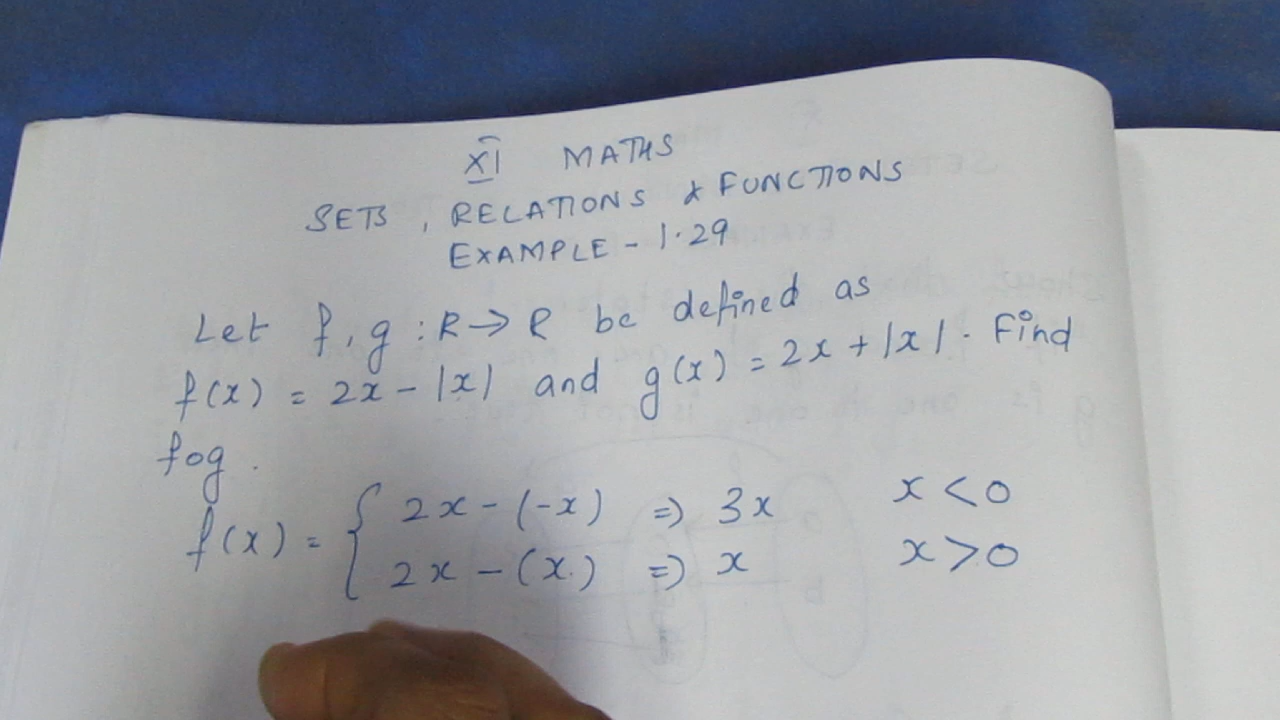 XI MATHS
SETS, RELATIONS & FUNCTIONS
EXAMPLE - 1.29
Let f, g : R → R be defined as
f(x) = 2x - |x| and g(x) = 2x + |x|. Find
fog.
f(x) = { 2x - (-x) ⇒ 3x x < 0
2x - (x) ⇒ x x > 0